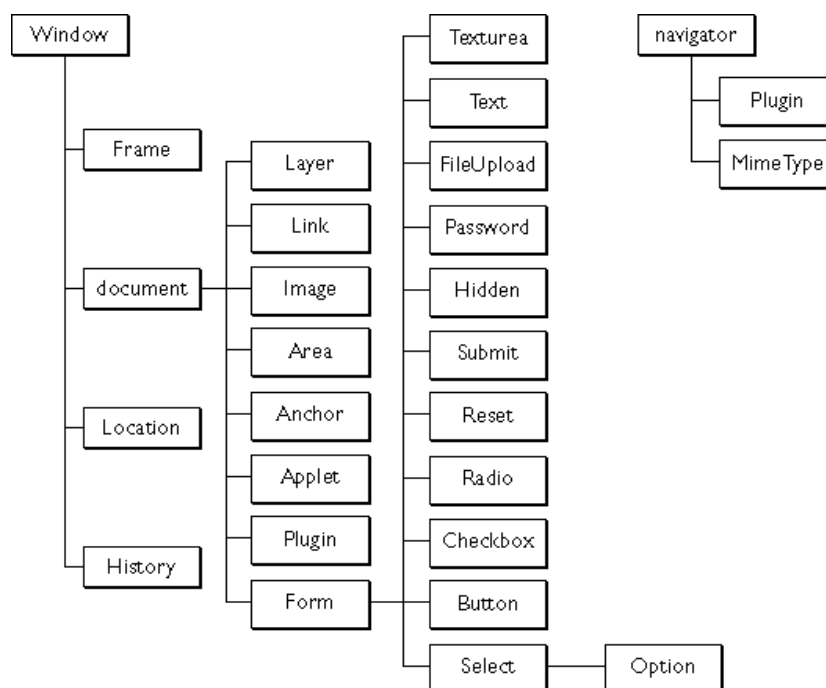 Window
Frame
document
Location
History
Layer
Link
Image
Area
Anchor
Applet
Plugin
Form
Texturea
Text
FileUpload
Password
Hidden
Submit
Reset
Radio
Checkbox
Button
Select
Option
navigator
Plugin
MimeType